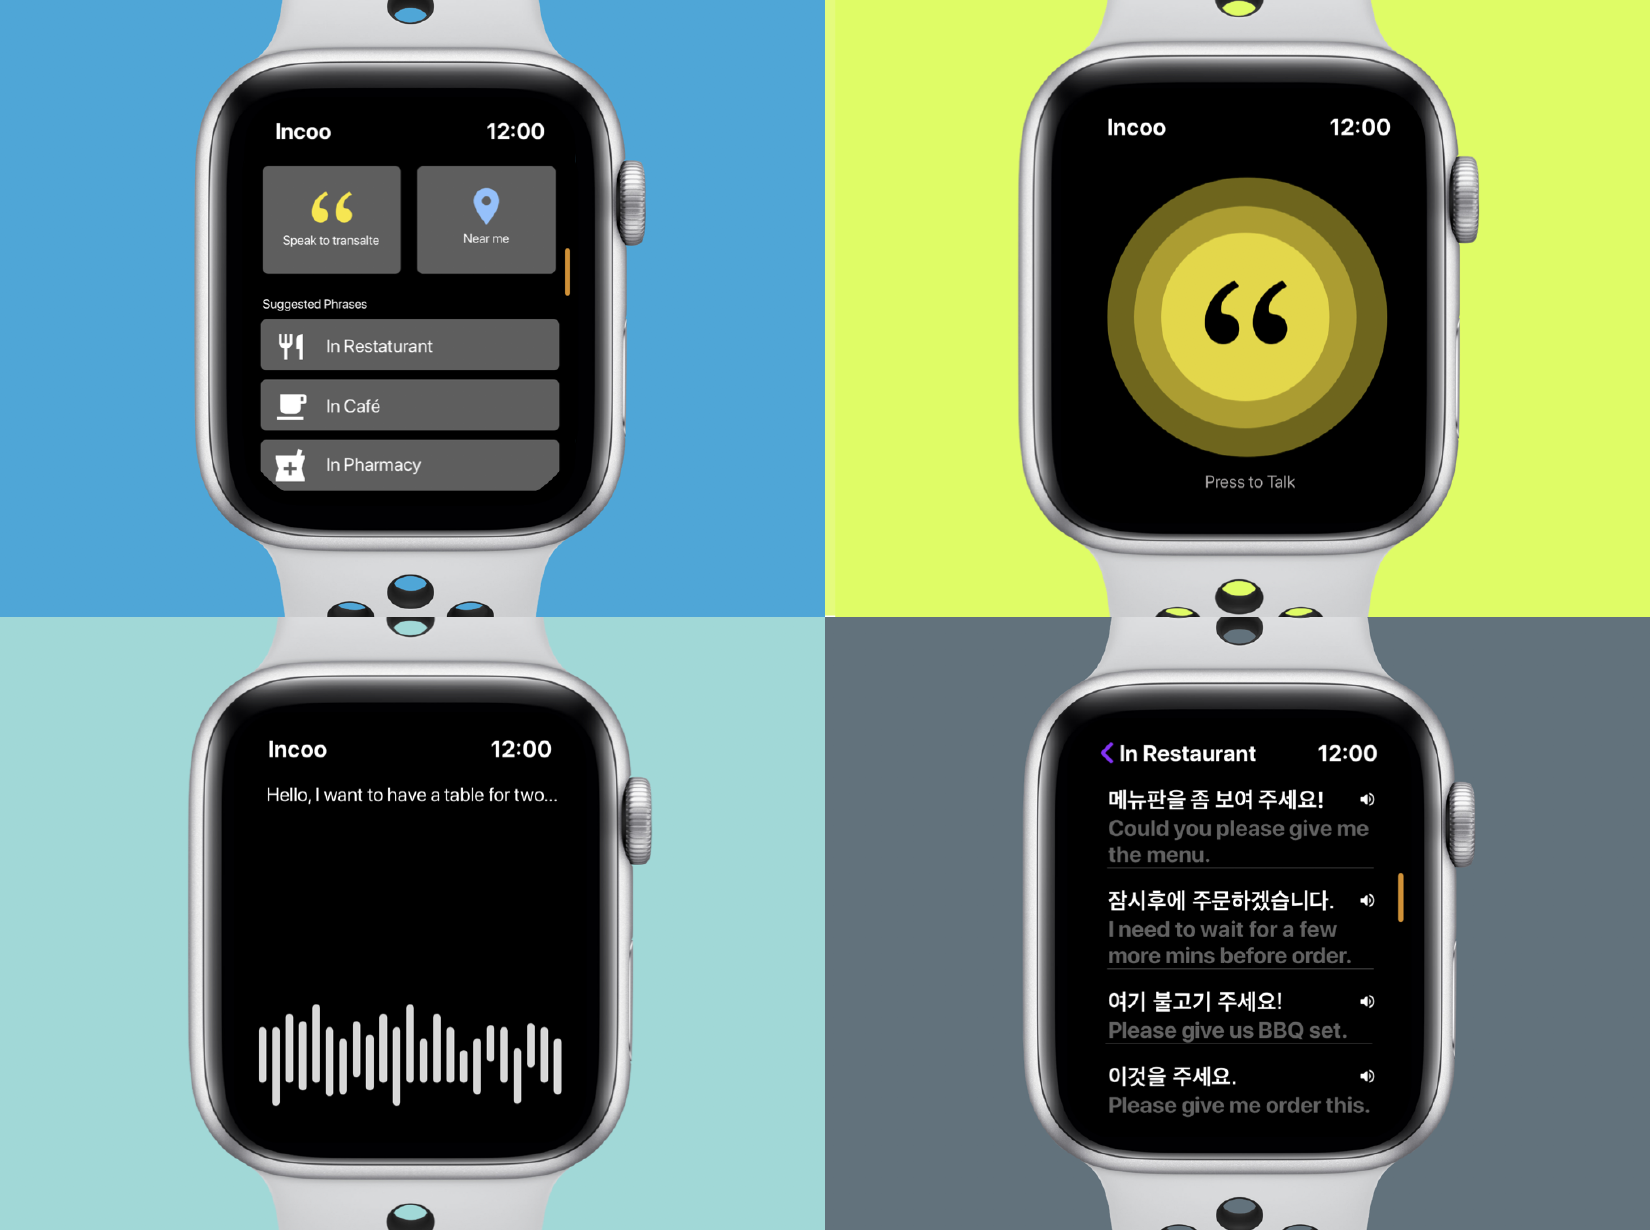 Incoo 12:00
Speak to transalte
Near me
Suggested Phrases
In Restaturant
In Café
In Pharmacy
Incoo 12:00
Press to Talk
Incoo 12:00
Hello, I want to have a table for two...
In Restaurant 12:00
메뉴판을 좀 보여 주세요!
Could you please give me
the menu.
잠시후에 주문하겠습니다.
I need to wait for a few
more mins before order.
여기 불고기 주세요!
Please give us BBQ set.
이것을 주세요.
Please give me order this.